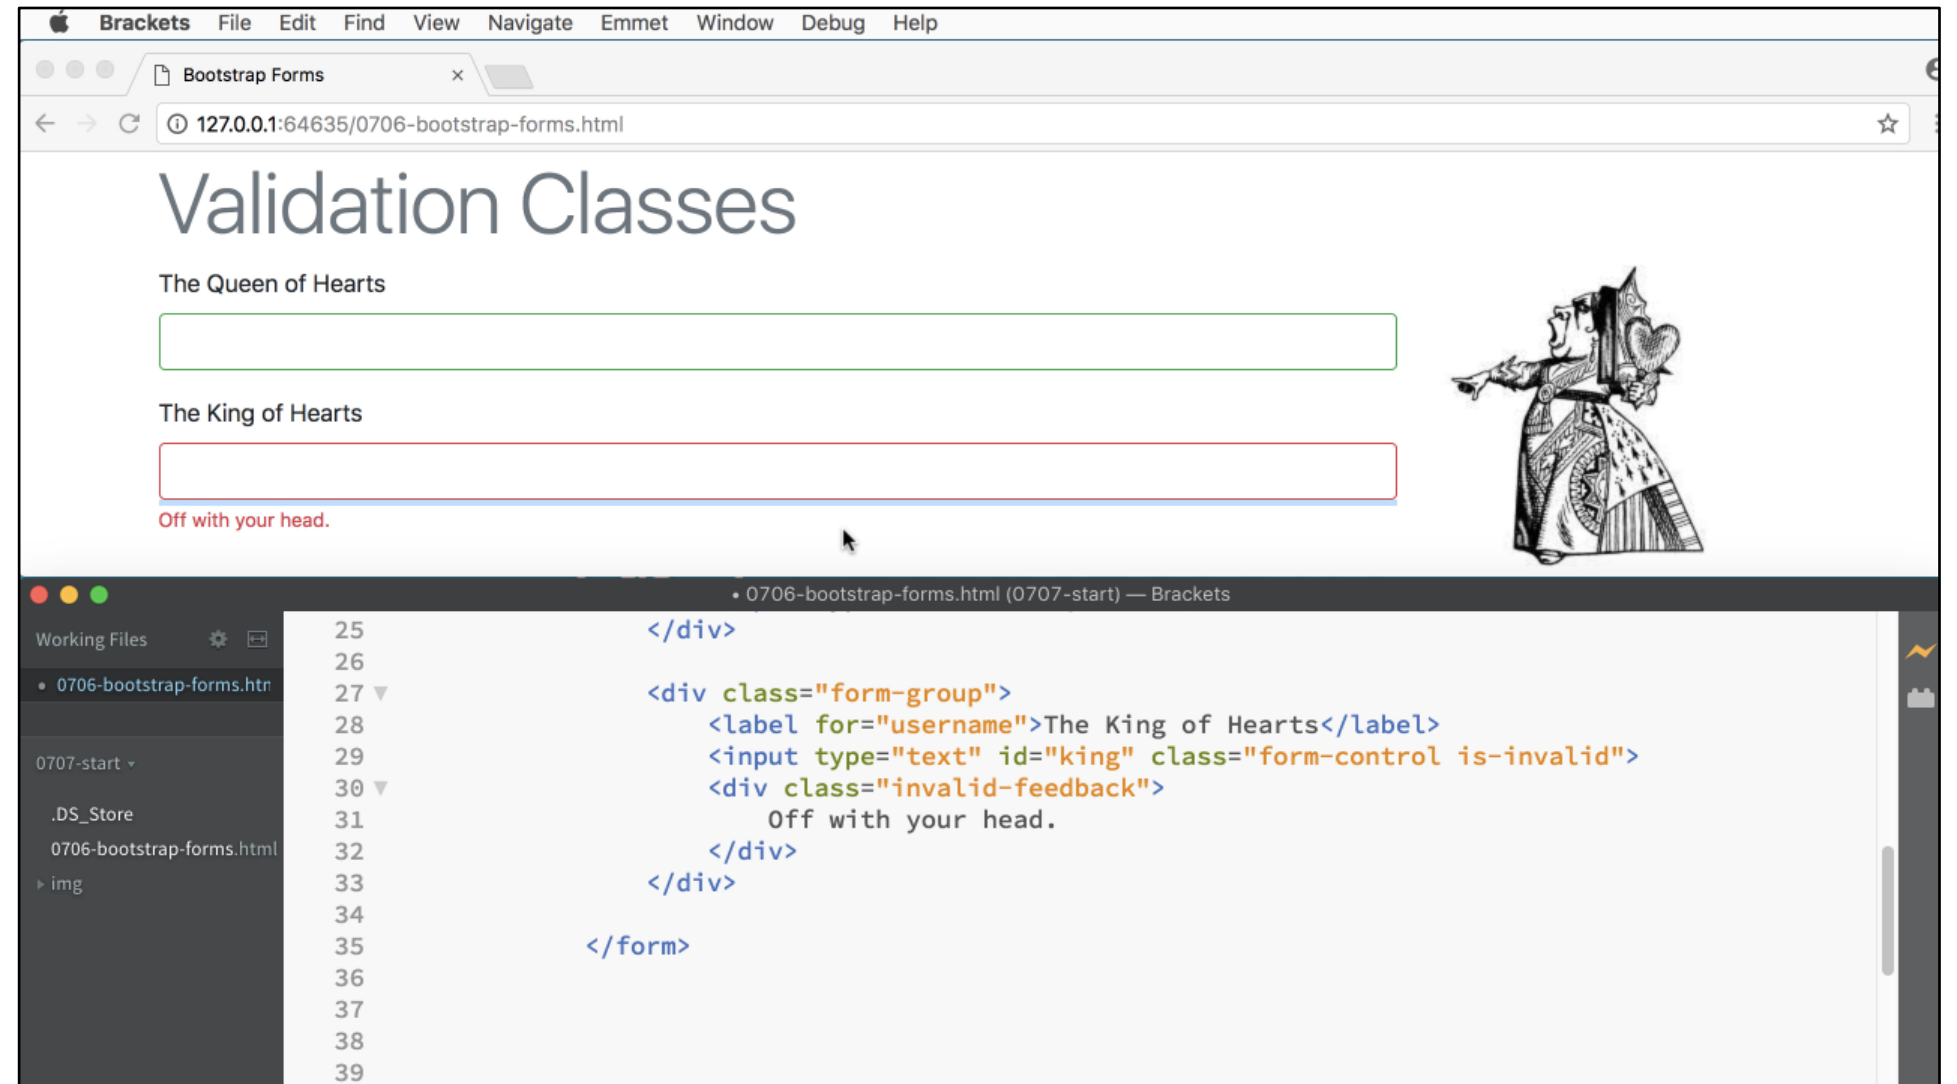 Brackets File Edit Find View Navigate Emmet Window Debug Help
Bootstrap Forms ×
127.0.0.1:64635/0706-bootstrap-forms.html
Validation Classes
The Queen of Hearts
The King of Hearts
Off with your head.
• 0706-bootstrap-forms.html (0707-start) — Brackets
Working Files
• 0706-bootstrap-forms.htm
0707-start
.DS_Store
0706-bootstrap-forms.html
img
25 </div>
26
27 <div class="form-group">
28 <label for="username">The King of Hearts</label>
29 <input type="text" id="king" class="form-control is-invalid">
30 <div class="invalid-feedback">
31 Off with your head.
32 </div>
33 </div>
34
35 </form>
36
37
38
39